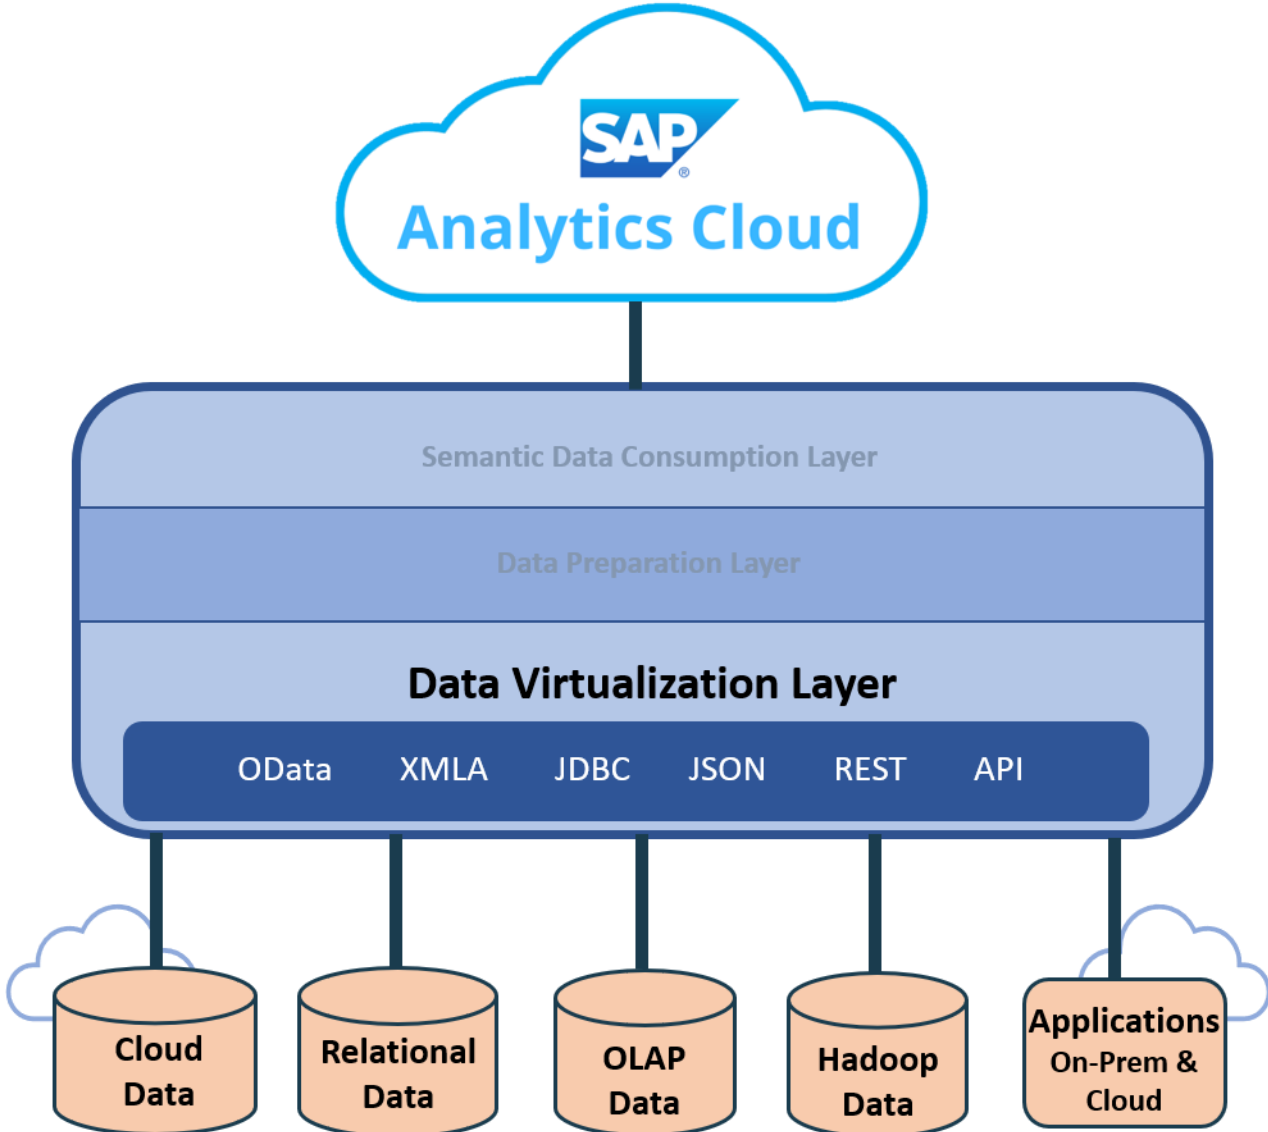 SAP ®
Analytics Cloud
Semantic Data Consumption Layer
Data Preparation Layer
Data Virtualization Layer
OData XMLA JDBC JSON REST API
Cloud
Data
Relational
Data
OLAP
Data
Hadoop
Data
Applications
On-Prem &
Cloud